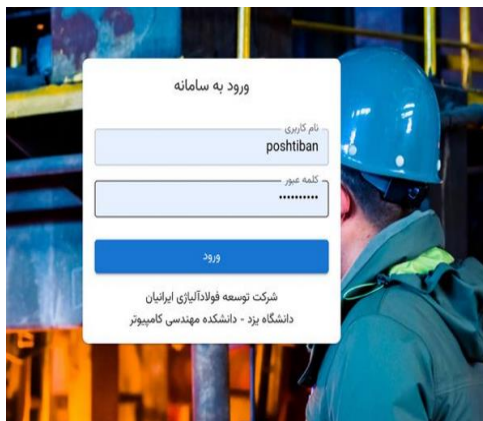 ورود به سامانه
نام کاربری
poshtiban
کلمه عبور
••••••••••
ورود
شرکت توسعه فولادآلیاژی ایرانیان
دانشگاه یزد - دانشکده مهندسی کامپیوتر